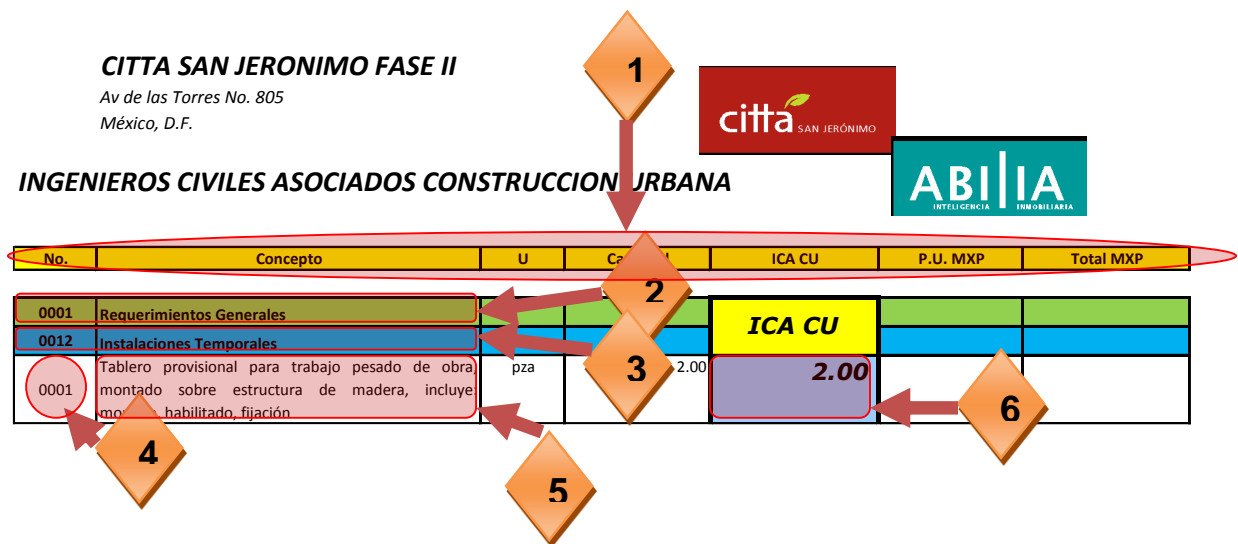 CITTA SAN JERONIMO FASE II
Av de las Torres No. 805
México, D.F.
1
citta SAN JERÓNIMO
INGENIEROS CIVILES ASOCIADOS CONSTRUCCION URBANA
ABILIA
INTELIGENCIA INMOBILIARIA
No. Concepto U ICA CU P.U. MXP Total MXP
2
0001 Requerimientos Generales
ICA CU
0012 Instalaciones Temporales
3
0001 Tablero provisional para trabajo pesado de obra, pza 2.00 2.00
montado sobre estructura de madera, incluye:
habilitado, fijación
6
4
5